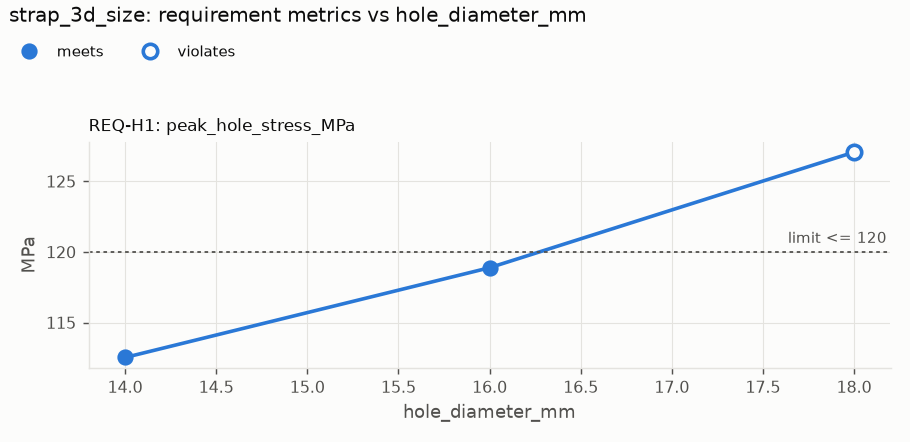 strap_3d_size: requirement metrics vs hole_diameter_mm
meets
violates
REQ-H1: peak_hole_stress_MPa
125
120
115
MPa
limit <= 120
14.0 14.5 15.0 15.5 16.0 16.5 17.0 17.5 18.0
hole_diameter_mm